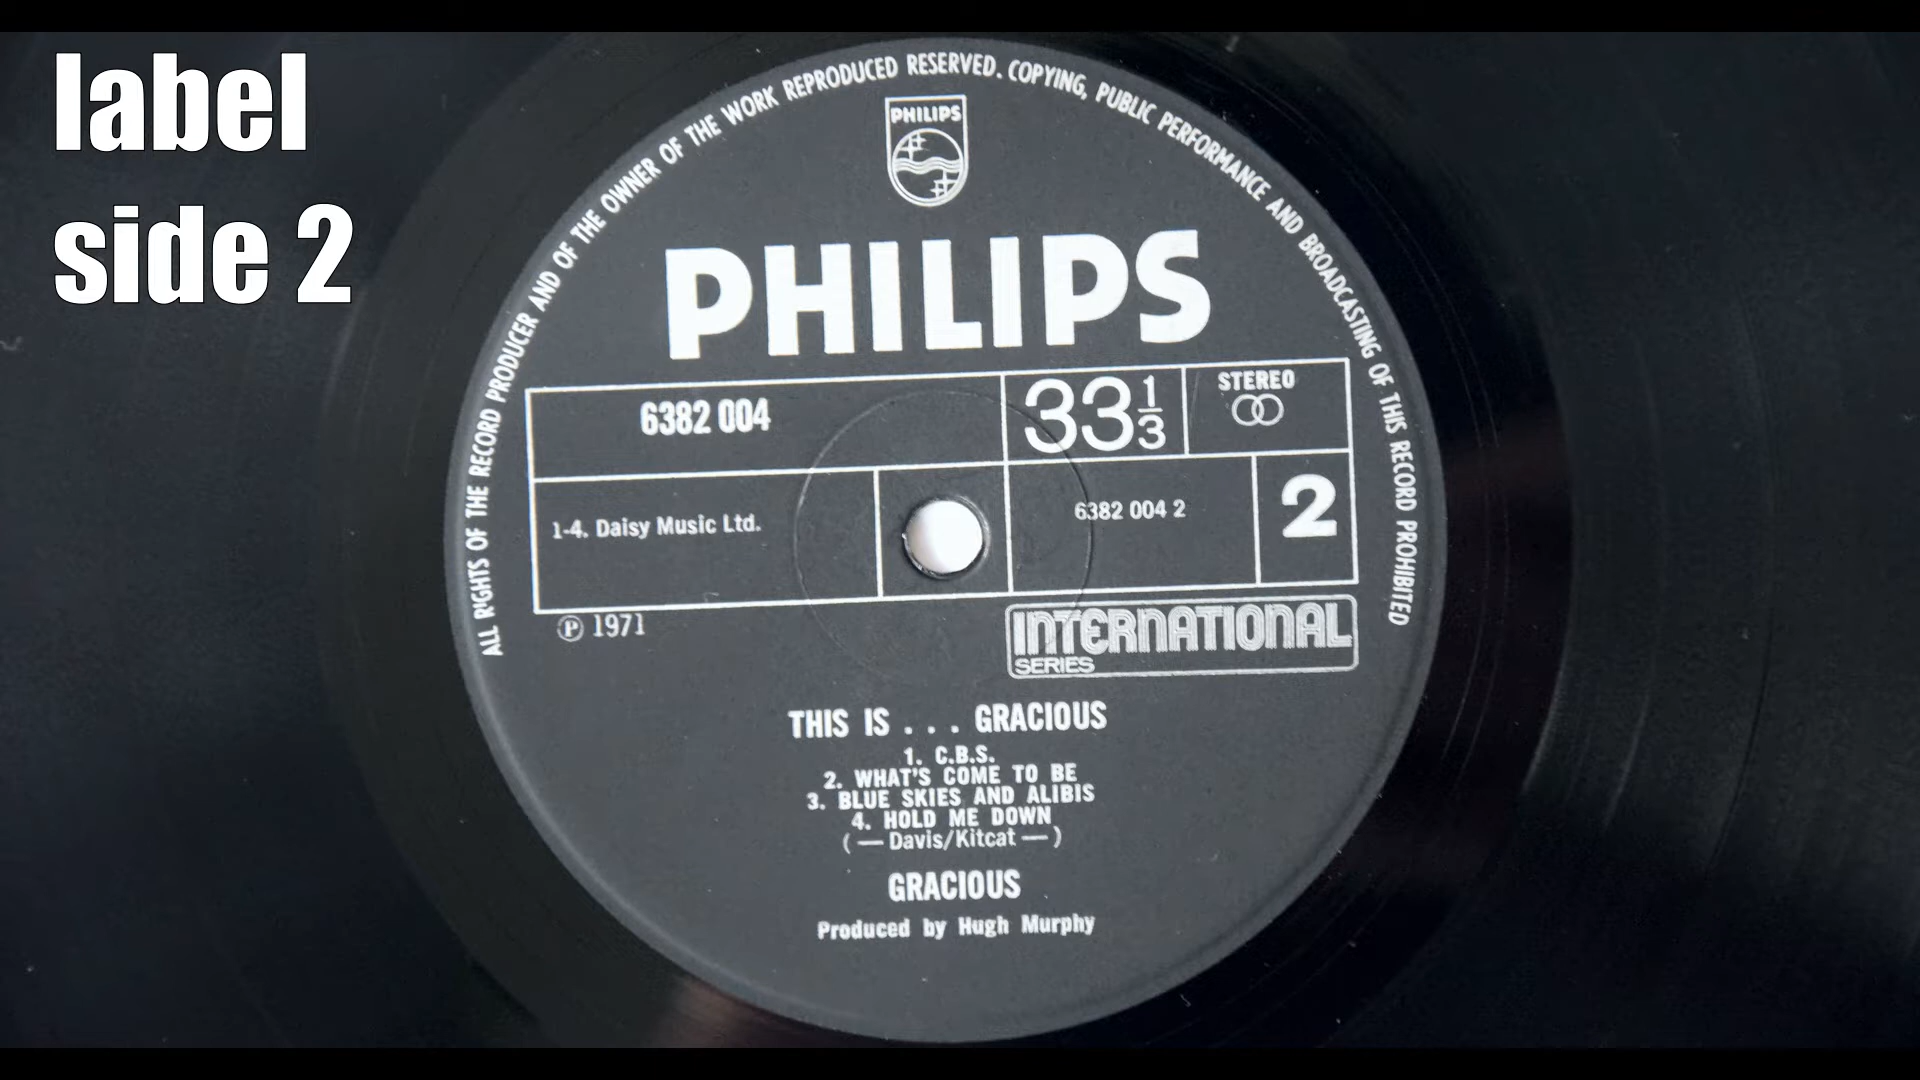 label
side 2
ALL RIGHTS OF THE RECORD PRODUCER AND OF THE OWNER OF THE WORK REPRODUCED RESERVED. COPYING, PUBLIC PERFORMANCE AND BROADCASTING OF THIS RECORD PROHIBITED
PHILIPS
PHILIPS
6382 004
33 1/3
STEREO
1-4. Daisy Music Ltd.
6382 004 2
2
Ⓟ 1971
INTERNATIONAL
SERIES
THIS IS . . . GRACIOUS
1. C.B.S.
2. WHAT'S COME TO BE
3. BLUE SKIES AND ALIBIS
4. HOLD ME DOWN
( — Davis/Kitcat — )
GRACIOUS
Produced by Hugh Murphy